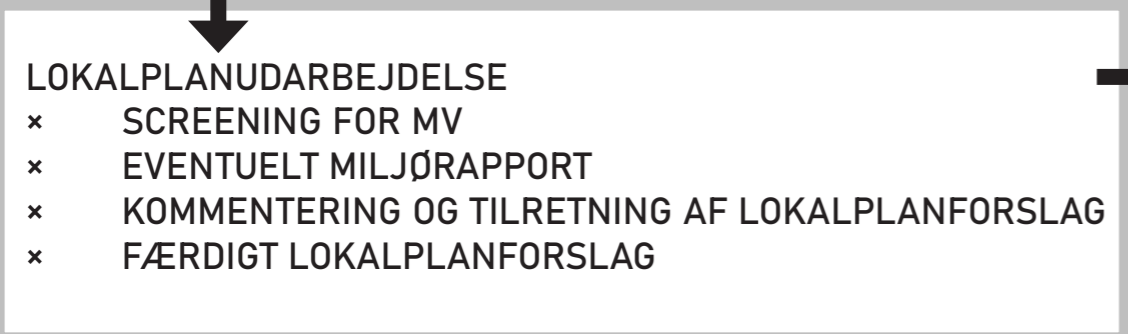 LOKALPLANUDARBEJDELSE
× SCREENING FOR MV
× EVENTUELT MILJØRAPPORT
× KOMMENTERING OG TILRETNING AF LOKALPLANFORSLAG
× FÆRDIGT LOKALPLANFORSLAG